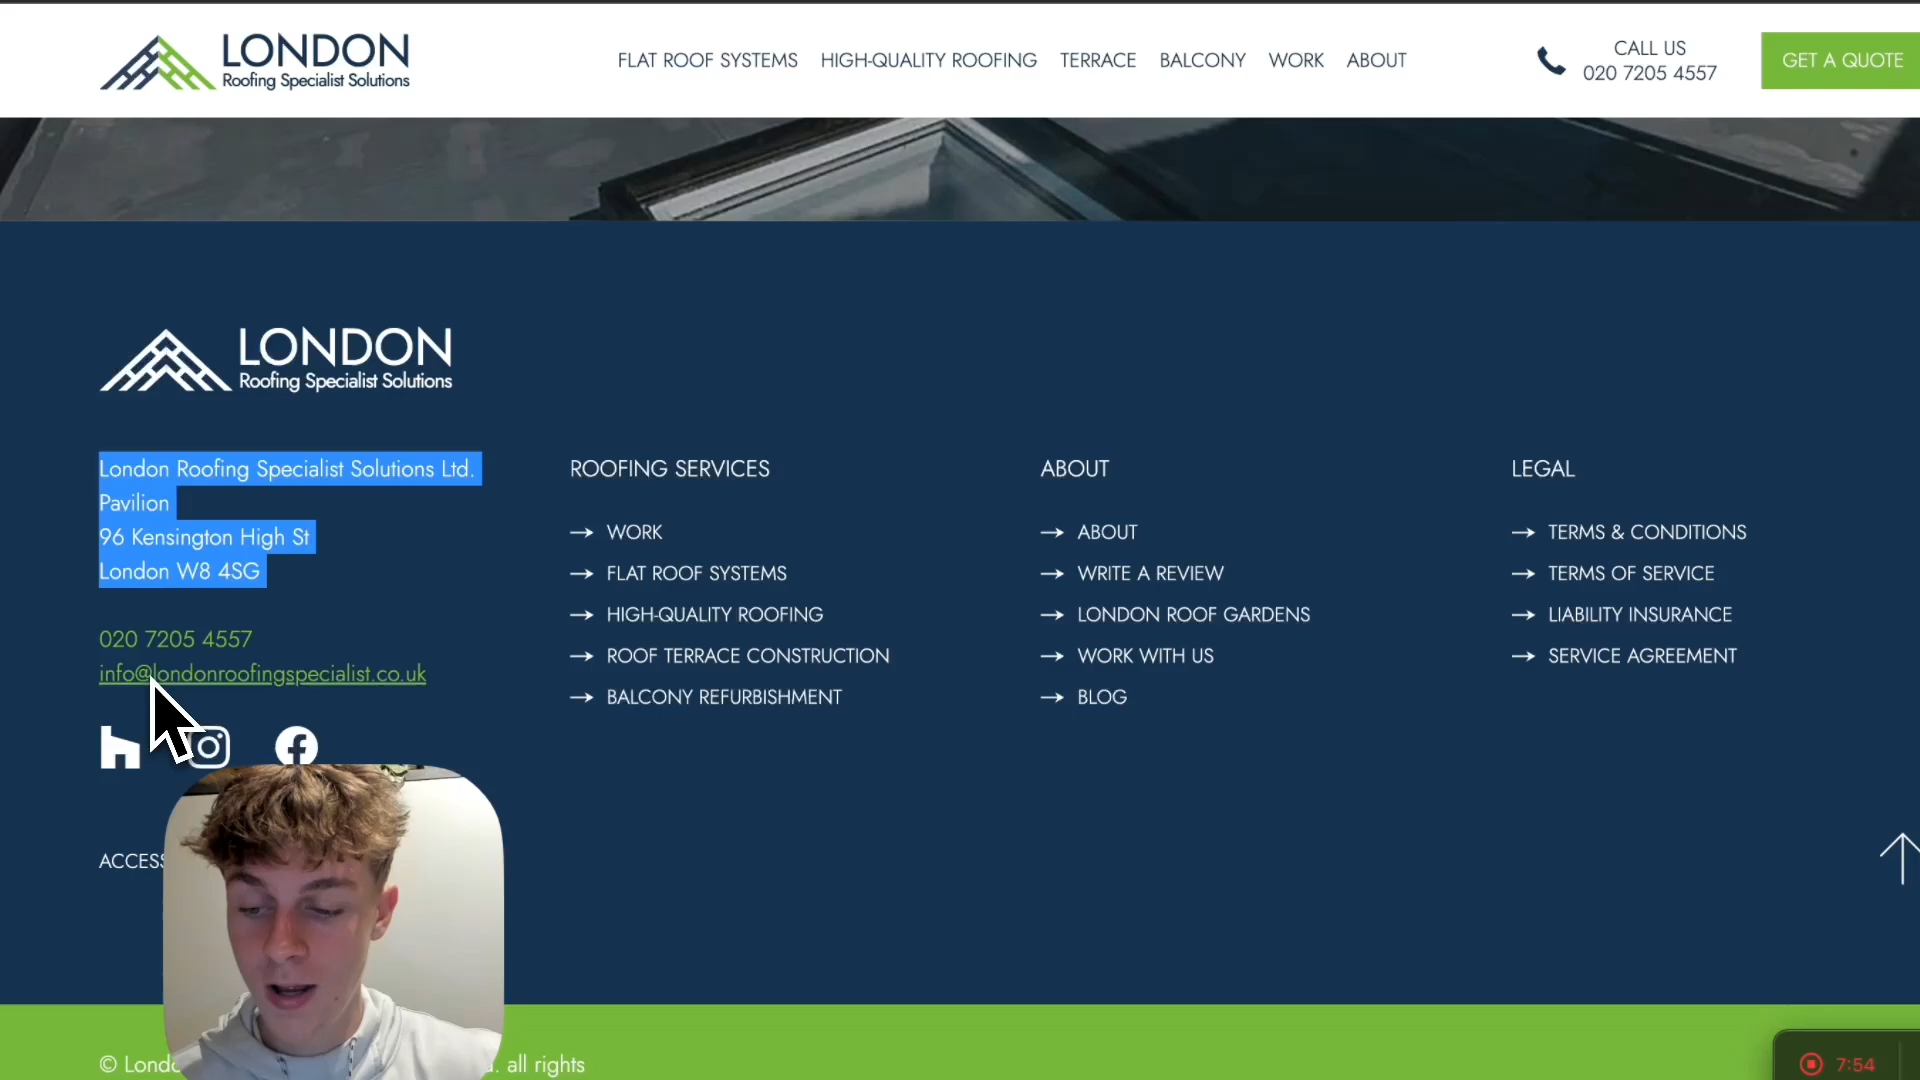 LONDON
Roofing Specialist Solutions
FLAT ROOF SYSTEMS HIGH-QUALITY ROOFING TERRACE BALCONY WORK ABOUT
CALL US
020 7205 4557
GET A QUOTE
LONDON
Roofing Specialist Solutions
London Roofing Specialist Solutions Ltd.
Pavilion
96 Kensington High St
London W8 4SG
020 7205 4557
info@londonroofingspecialist.co.uk
ROOFING SERVICES
→ WORK
→ FLAT ROOF SYSTEMS
→ HIGH-QUALITY ROOFING
→ ROOF TERRACE CONSTRUCTION
→ BALCONY REFURBISHMENT
ABOUT
→ ABOUT
→ WRITE A REVIEW
→ LONDON ROOF GARDENS
→ WORK WITH US
→ BLOG
LEGAL
→ TERMS & CONDITIONS
→ TERMS OF SERVICE
→ LIABILITY INSURANCE
→ SERVICE AGREEMENT
© all rights
7:54